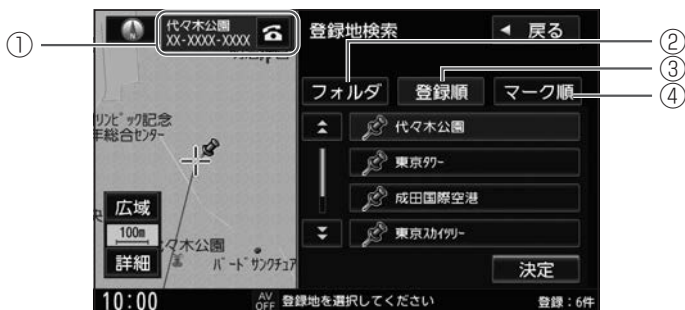 ①
代々木公園
XX-XXXX-XXXX
登録地検索
戻る
②
フォルダ
登録順
マーク順
③
④
リンピック記念
年総合センター
代々木公園
東京タワー
成田国際空港
東京スカイツリー
広域
100m
詳細
代々木公園
バードサンクチュア
決定
10:00
AV
OFF
登録地を選択してください
登録：6件